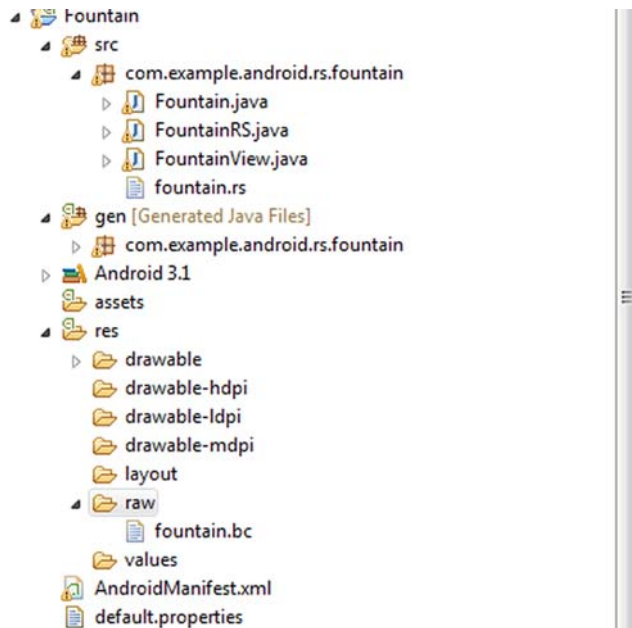 Fountain
src
com.example.android.rs.fountain
Fountain.java
FountainRS.java
FountainView.java
fountain.rs
gen [Generated Java Files]
com.example.android.rs.fountain
Android 3.1
assets
res
drawable
drawable-hdpi
drawable-ldpi
drawable-mdpi
layout
raw
fountain.bc
values
AndroidManifest.xml
default.properties